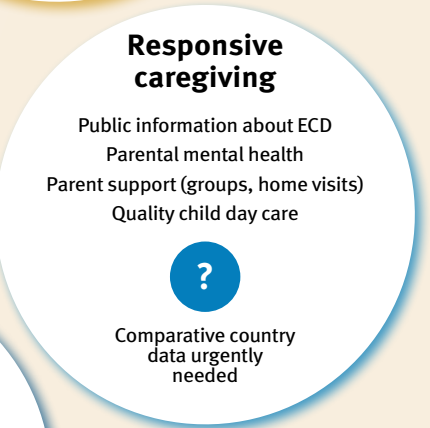 Responsive
caregiving
Public information about ECD
Parental mental health
Parent support (groups, home visits)
Quality child day care
?
Comparative country
data urgently
needed